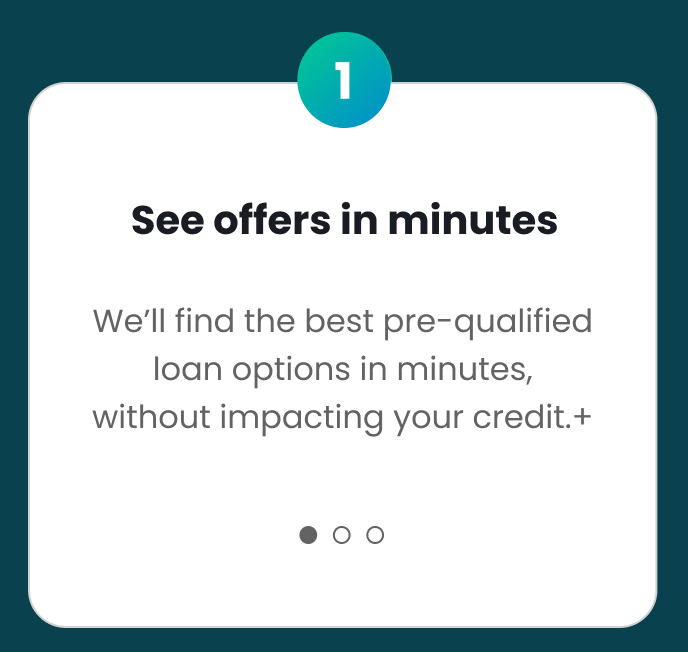 1
See offers in minutes
We’ll find the best pre-qualified
loan options in minutes,
without impacting your credit.+